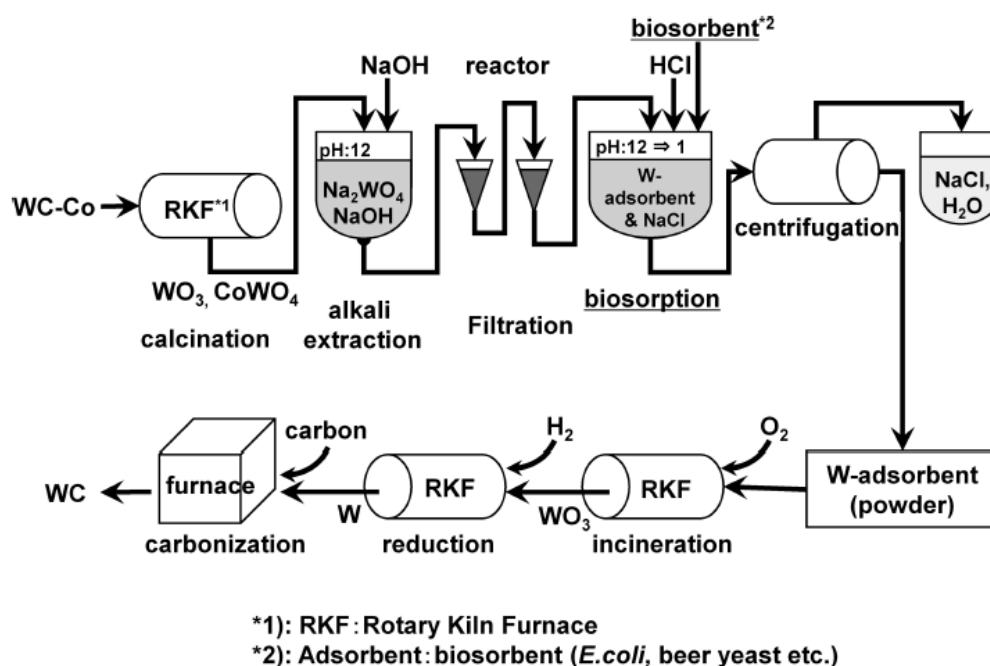 biosorbent*2
NaOH
reactor
HCl
pH:12
pH:12 ⇒ 1
Na2WO4
NaOH
W-
adsorbent
& NaCl
NaCl,
H2O
WC-Co
RKF*1
centrifugation
WO3, CoWO4
calcination
alkali
extraction
Filtration
biosorption
carbon
H2
O2
WC
furnace
W
RKF
WO3
RKF
W-adsorbent
(powder)
carbonization
reduction
incineration
*1): RKF:Rotary Kiln Furnace
*2): Adsorbent:biosorbent (E.coli, beer yeast etc.)